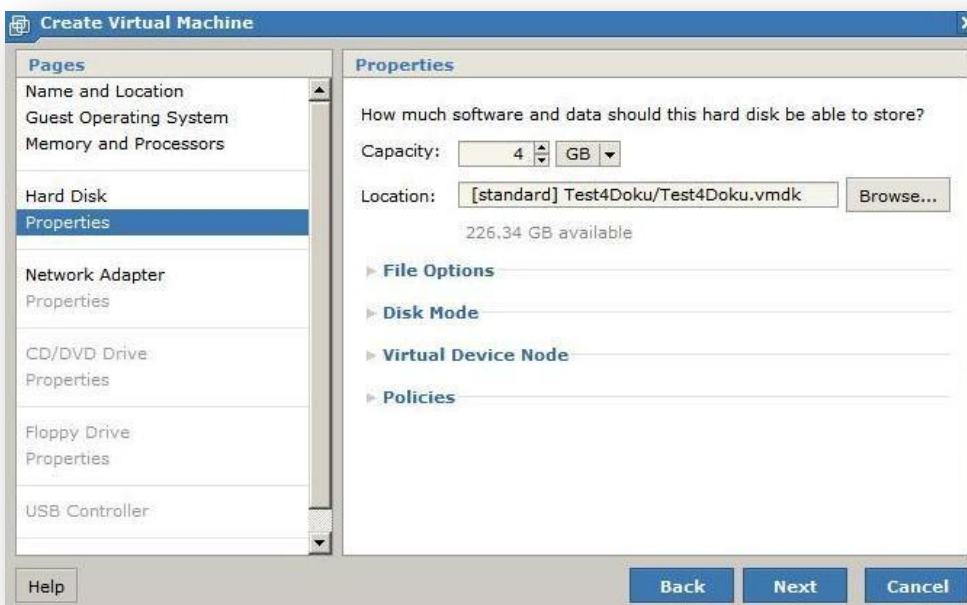 Create Virtual Machine
Pages
Name and Location
Guest Operating System
Memory and Processors
Hard Disk
Properties
Network Adapter
Properties
CD/DVD Drive
Properties
Floppy Drive
Properties
USB Controller
Properties
How much software and data should this hard disk be able to store?
Capacity: 4 GB
Location: [standard] Test4Doku/Test4Doku.vmdk Browse...
226.34 GB available
File Options
Disk Mode
Virtual Device Node
Policies
Help Back Next Cancel